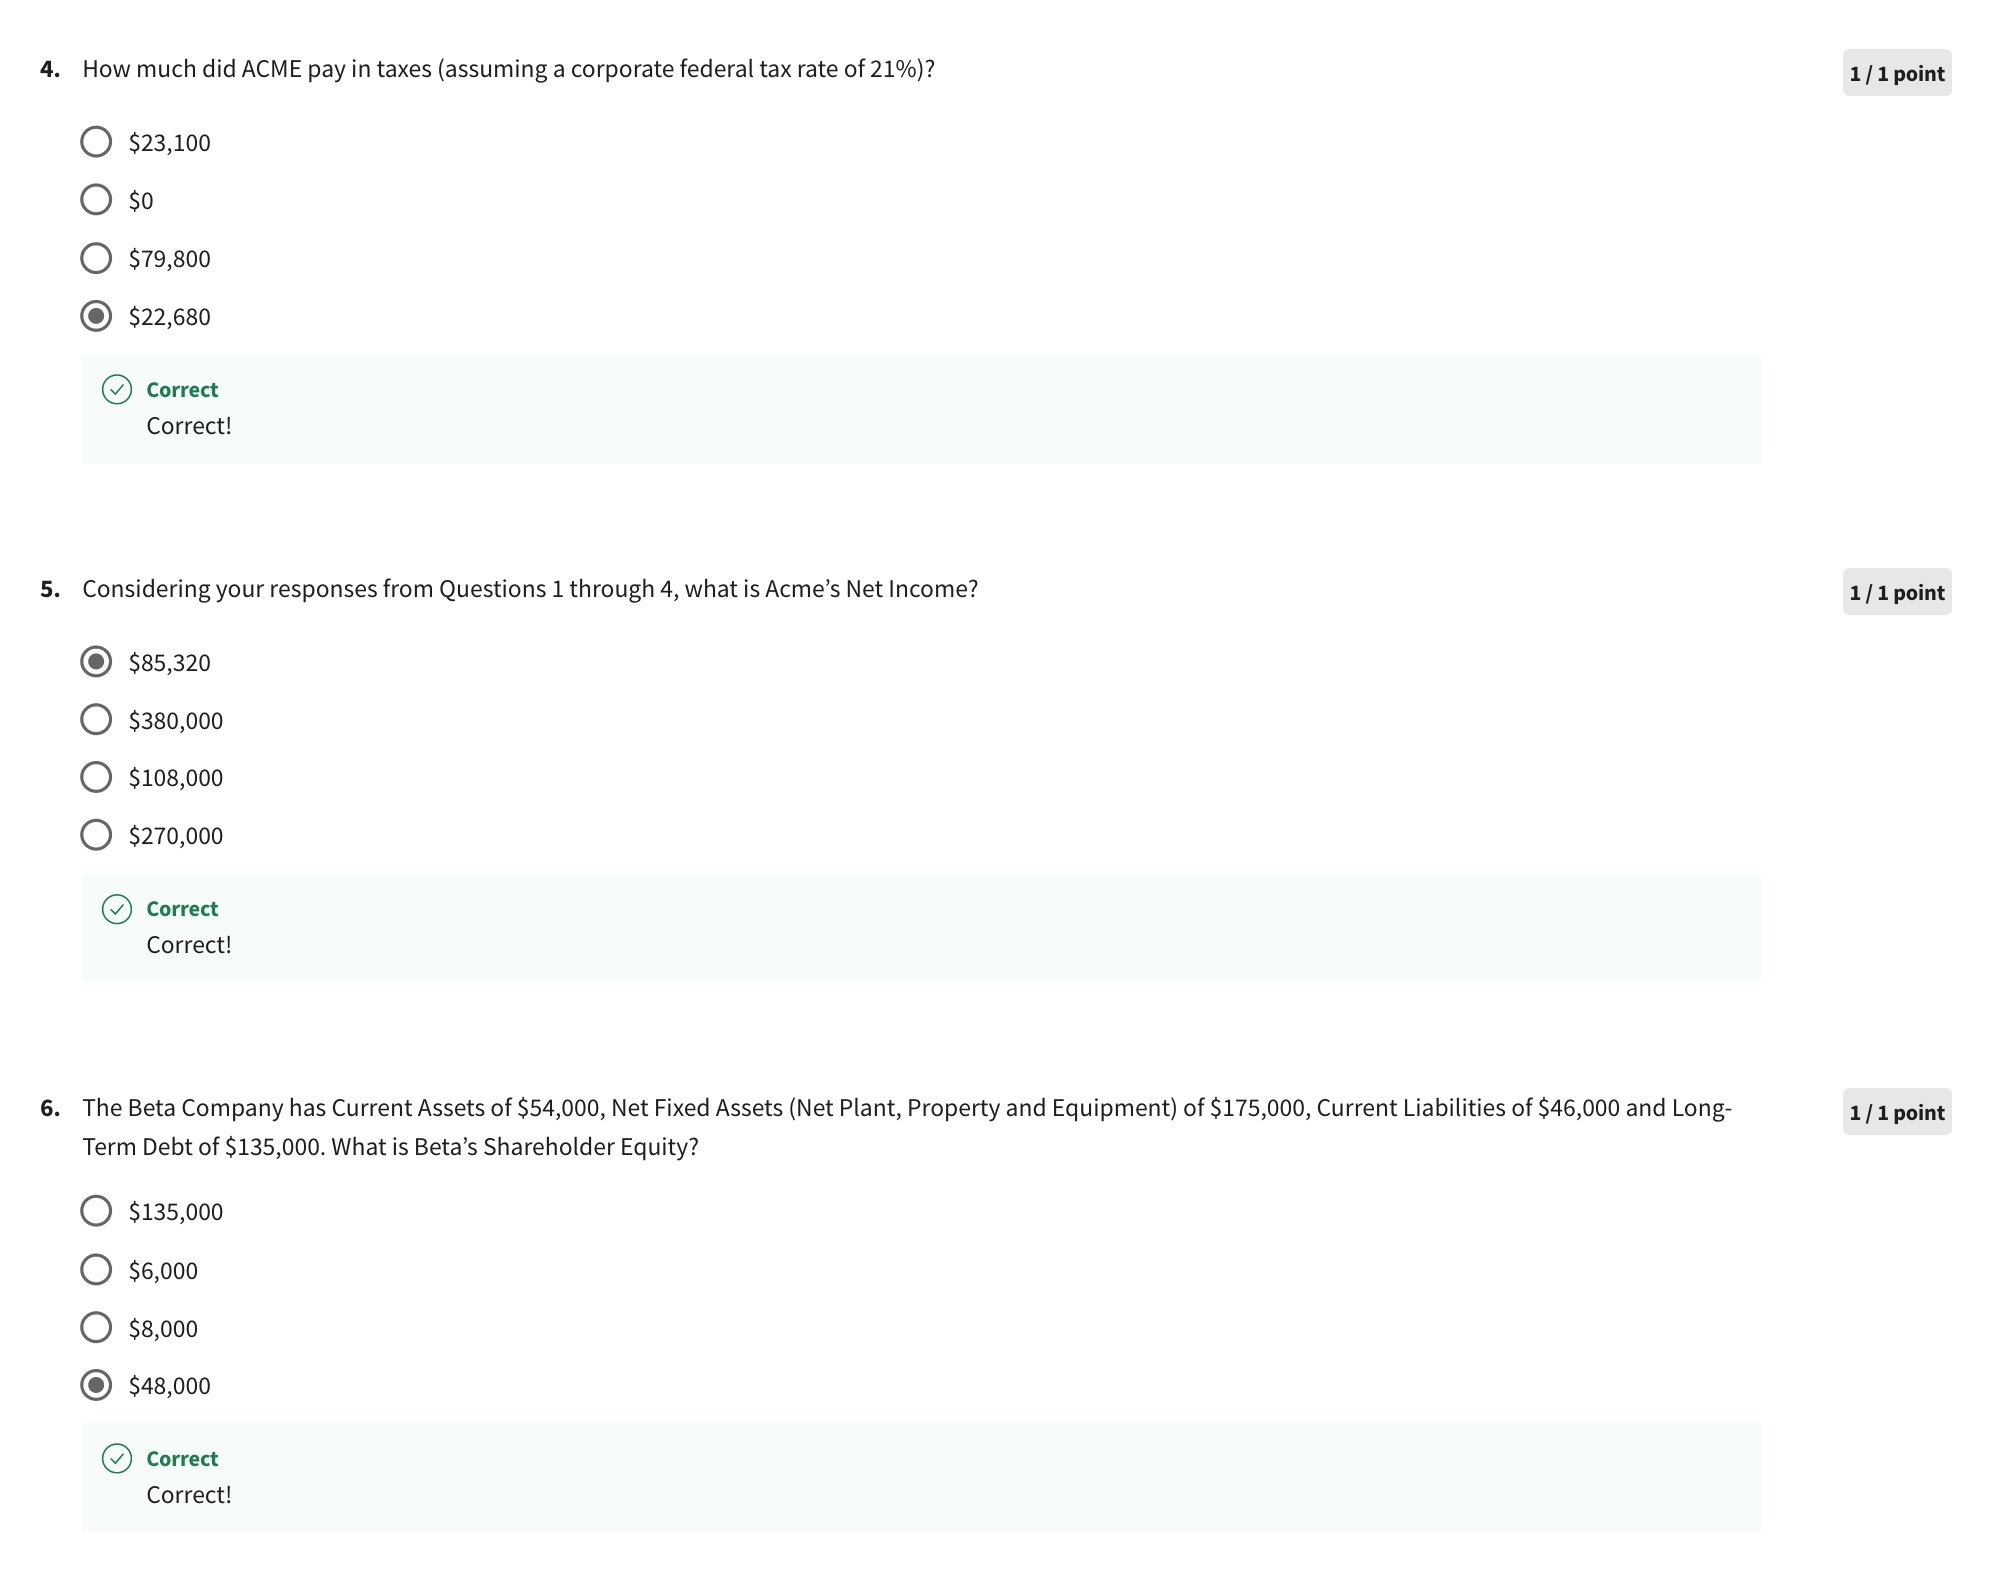 4. How much did ACME pay in taxes (assuming a corporate federal tax rate of 21%)?
1 / 1 point
$23,100
$0
$79,800
$22,680
Correct
Correct!
5. Considering your responses from Questions 1 through 4, what is Acme’s Net Income?
1 / 1 point
$85,320
$380,000
$108,000
$270,000
Correct
Correct!
6. The Beta Company has Current Assets of $54,000, Net Fixed Assets (Net Plant, Property and Equipment) of $175,000, Current Liabilities of $46,000 and Long-
1 / 1 point
Term Debt of $135,000. What is Beta’s Shareholder Equity?
$135,000
$6,000
$8,000
$48,000
Correct
Correct!